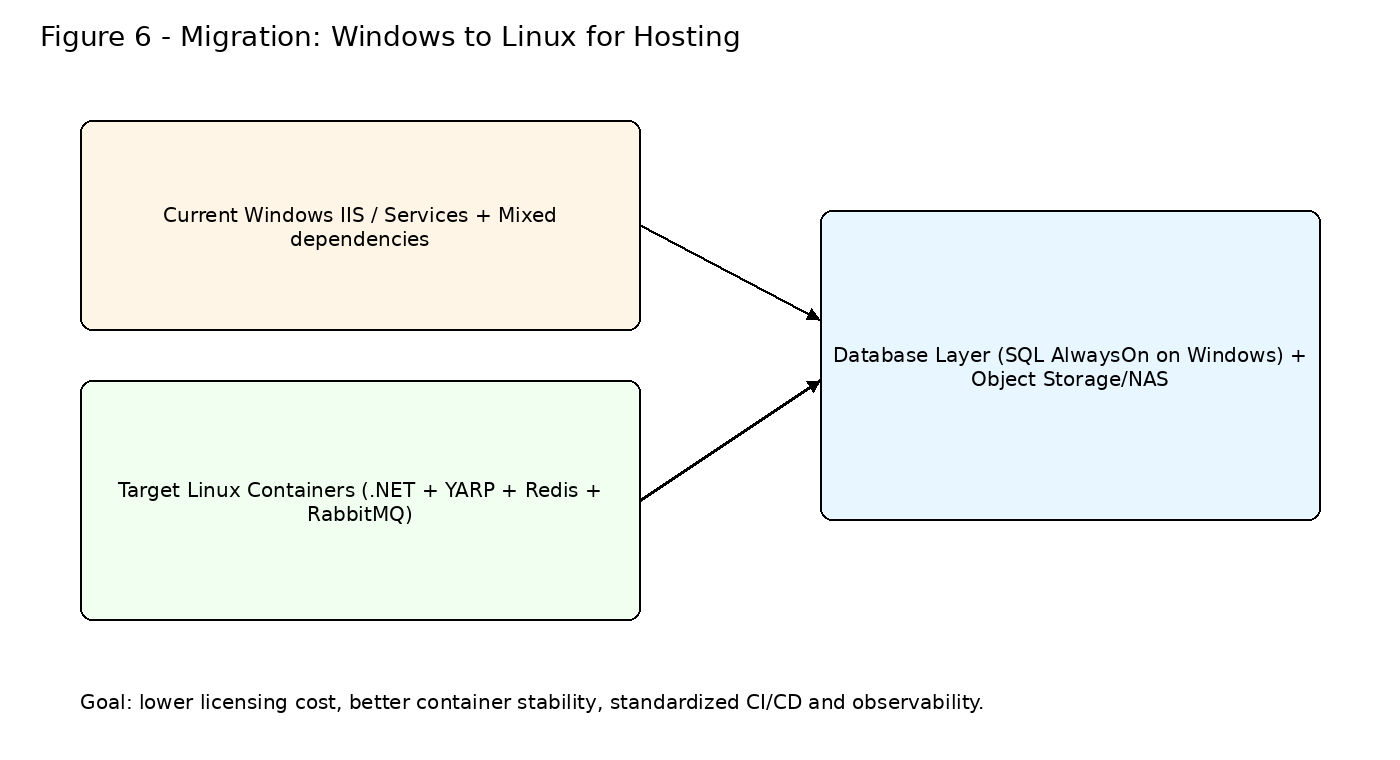 Figure 6 - Migration: Windows to Linux for Hosting
Current Windows IIS / Services + Mixed
dependencies
Database Layer (SQL AlwaysOn on Windows) +
Object Storage/NAS
Target Linux Containers (.NET + YARP + Redis +
RabbitMQ)
Goal: lower licensing cost, better container stability, standardized CI/CD and observability.